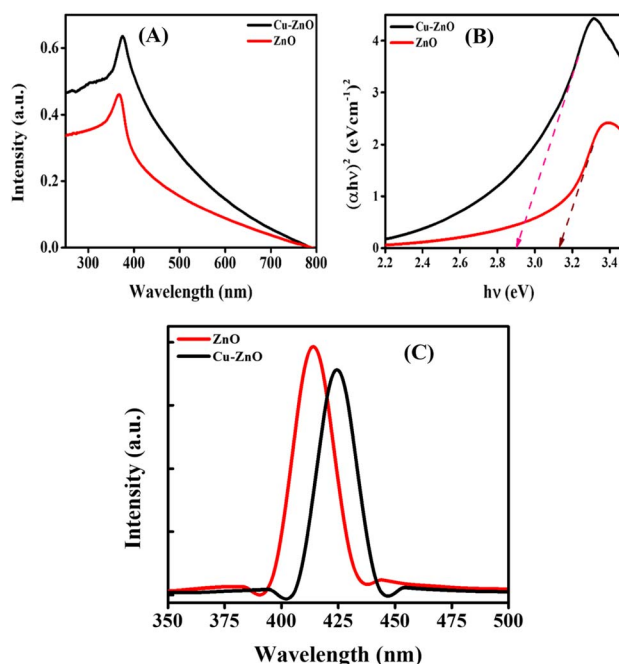 (A)
Cu-ZnO
ZnO
Intensity (a.u.)
0.6
0.4
0.2
0.0
300 400 500 600 700 800
Wavelength (nm)
(B)
Cu-ZnO
ZnO
(αhν)² (eVcm⁻¹)²
4
3
2
1
0
2.2 2.4 2.6 2.8 3.0 3.2 3.4
hν (eV)
(C)
ZnO
Cu-ZnO
Intensity (a.u.)
350 375 400 425 450 475 500
Wavelength (nm)